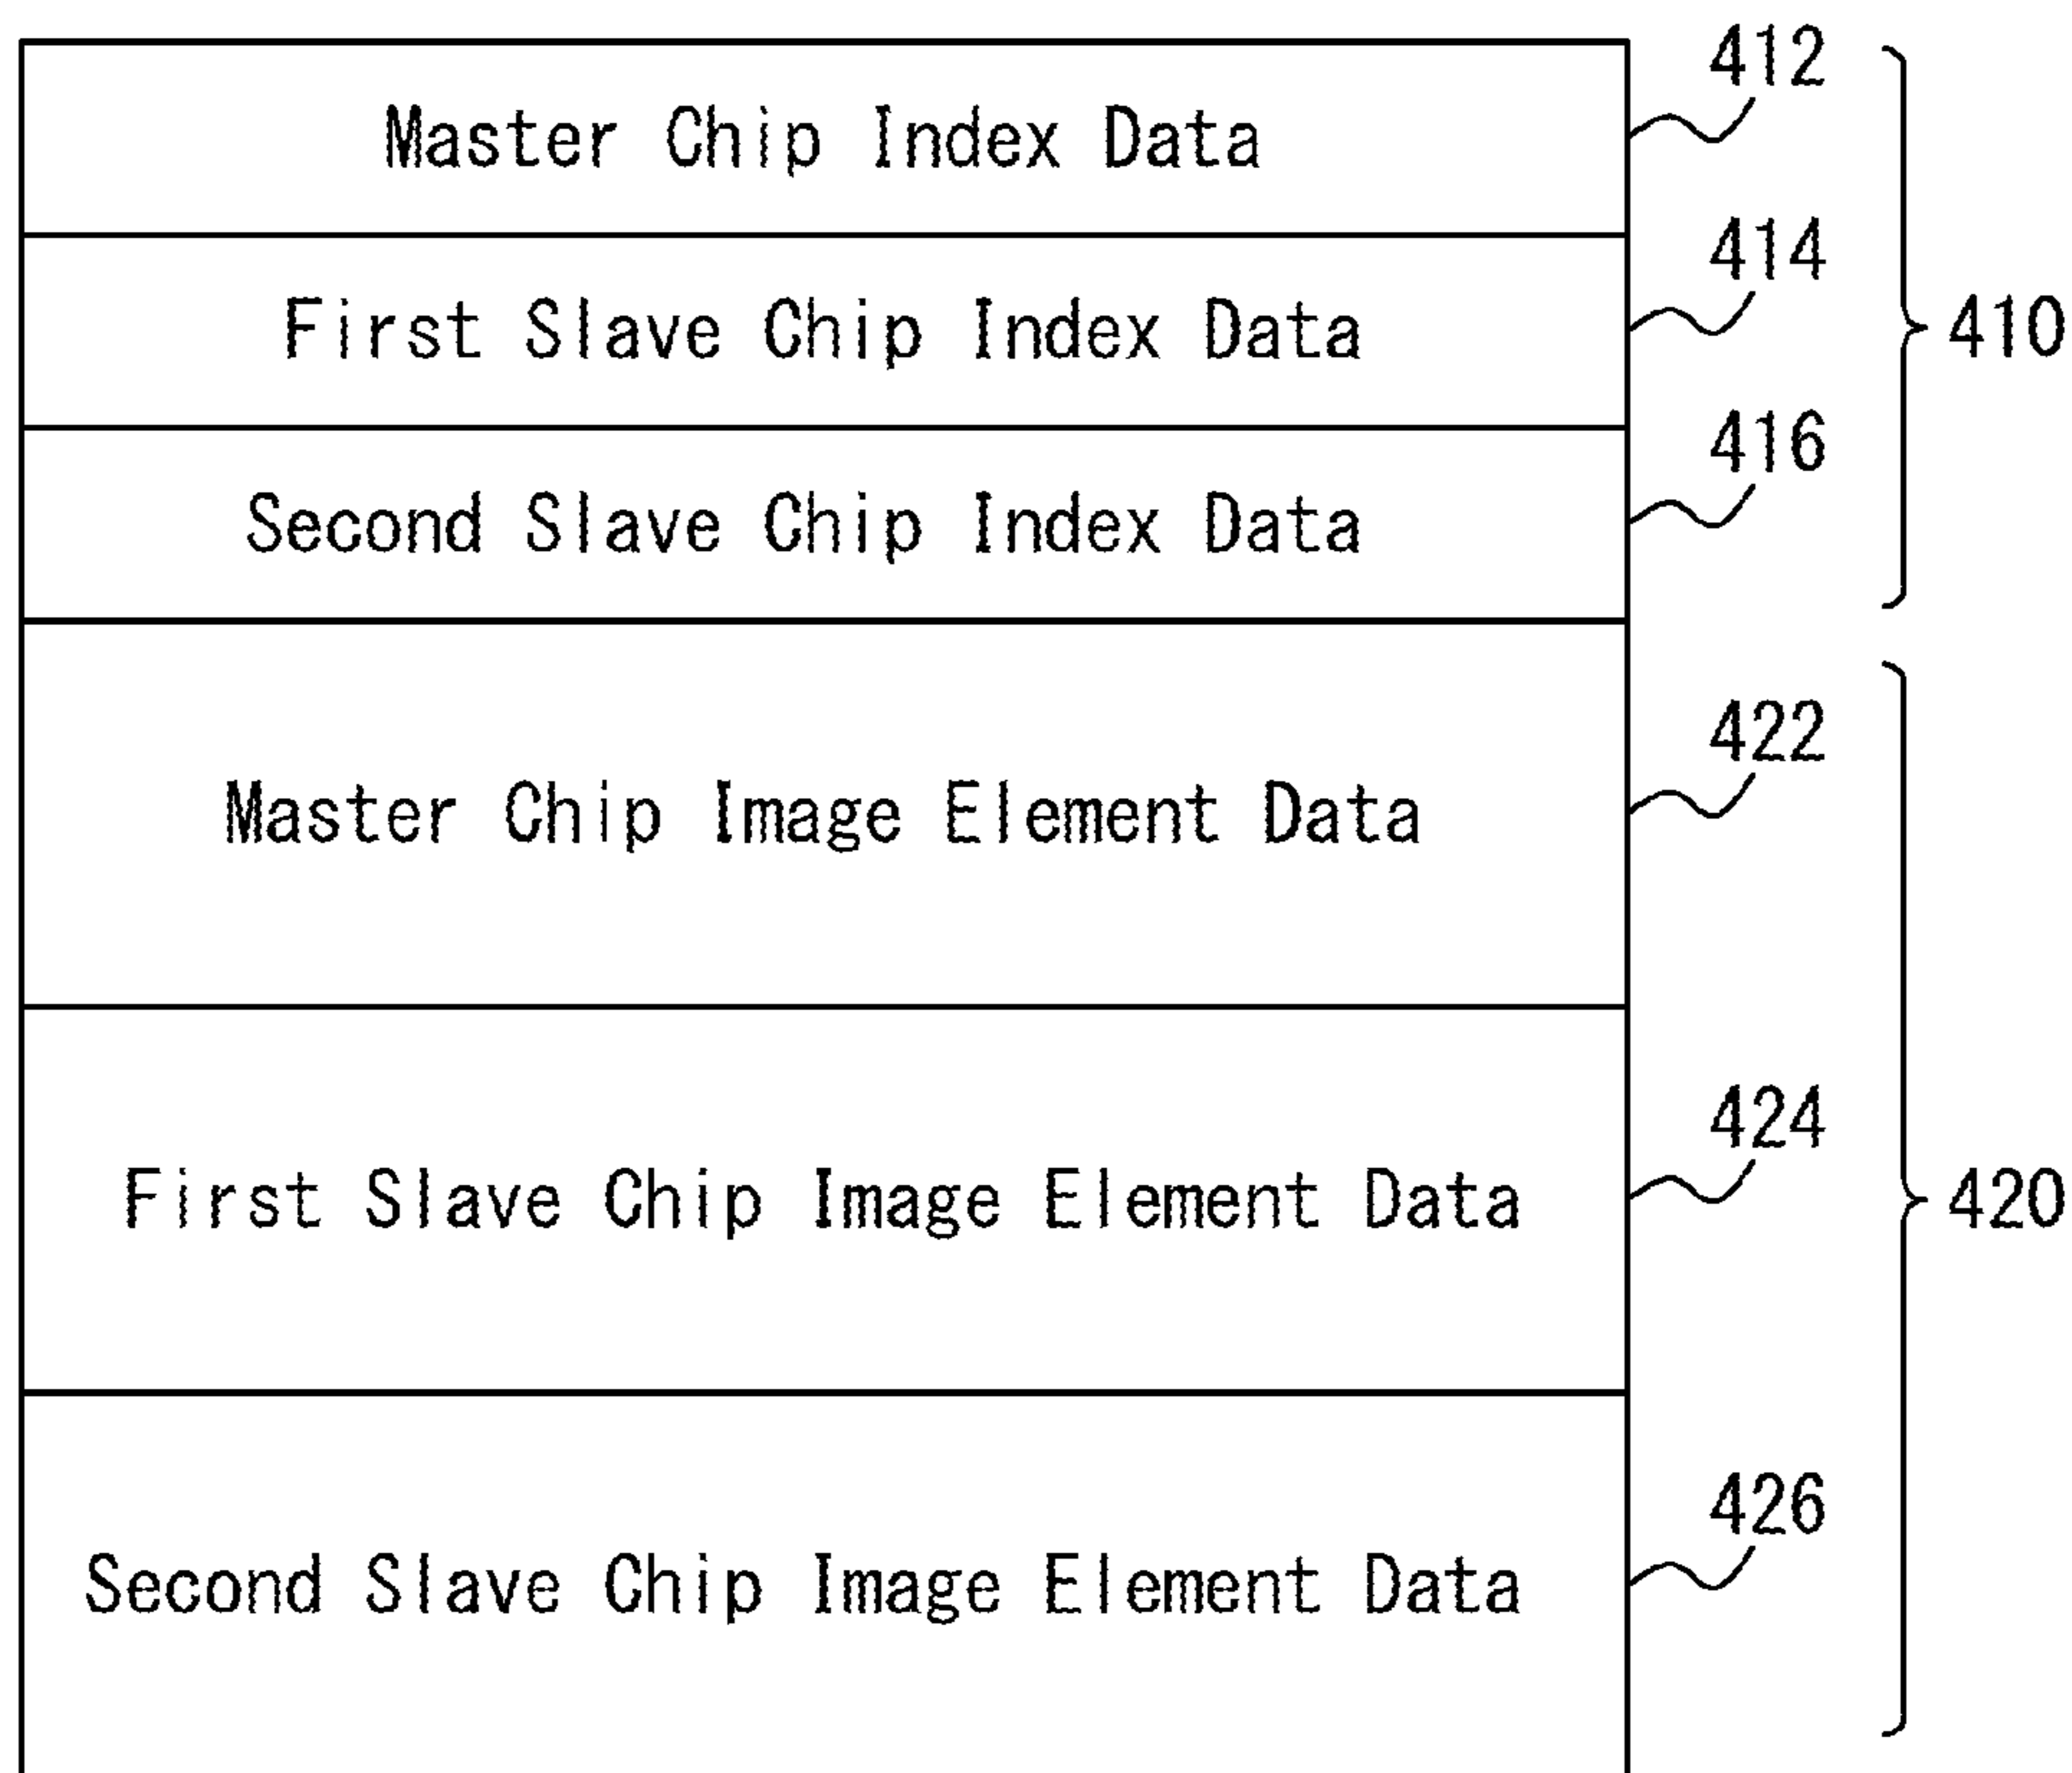 412
Master Chip Index Data
414
First Slave Chip Index Data
410
416
Second Slave Chip Index Data
422
Master Chip Image Element Data
424
First Slave Chip Image Element Data
420
426
Second Slave Chip Image Element Data